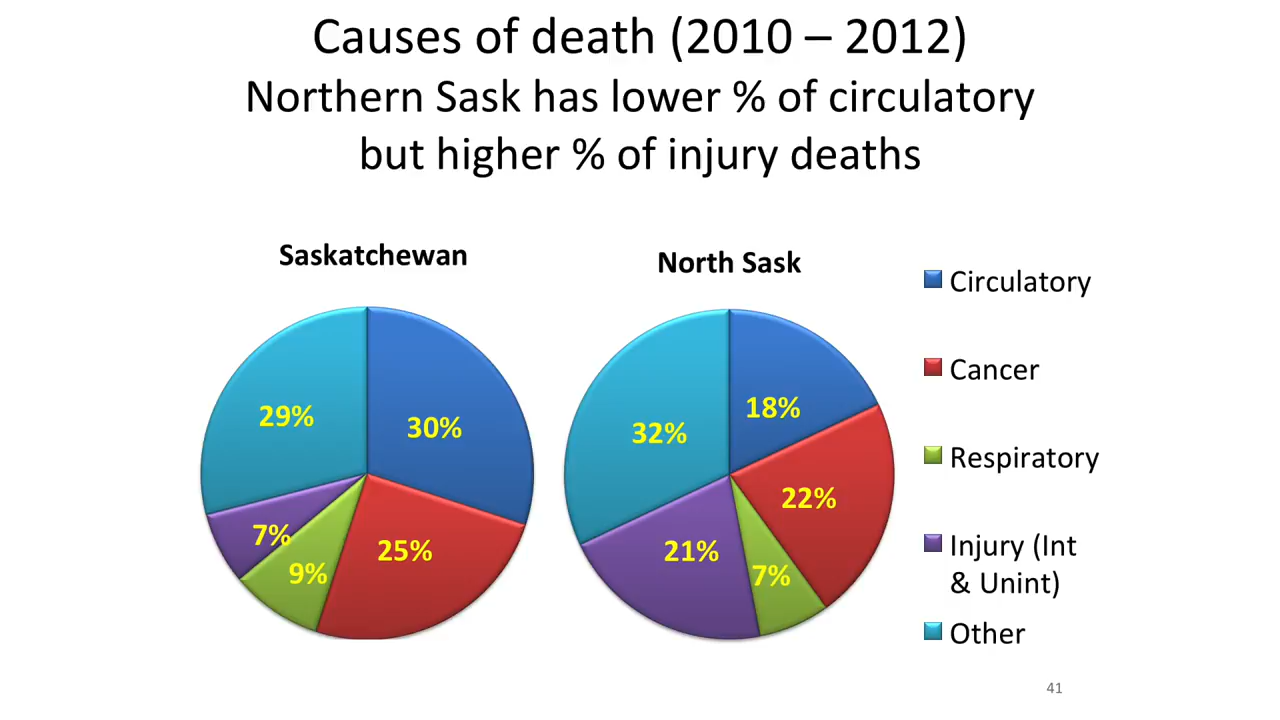 Causes of death (2010 – 2012)
Northern Sask has lower % of circulatory
but higher % of injury deaths
Saskatchewan
29%
30%
7%
9%
25%
North Sask
18%
32%
22%
21%
7%
Circulatory
Cancer
Respiratory
Injury (Int
& Unint)
Other
41